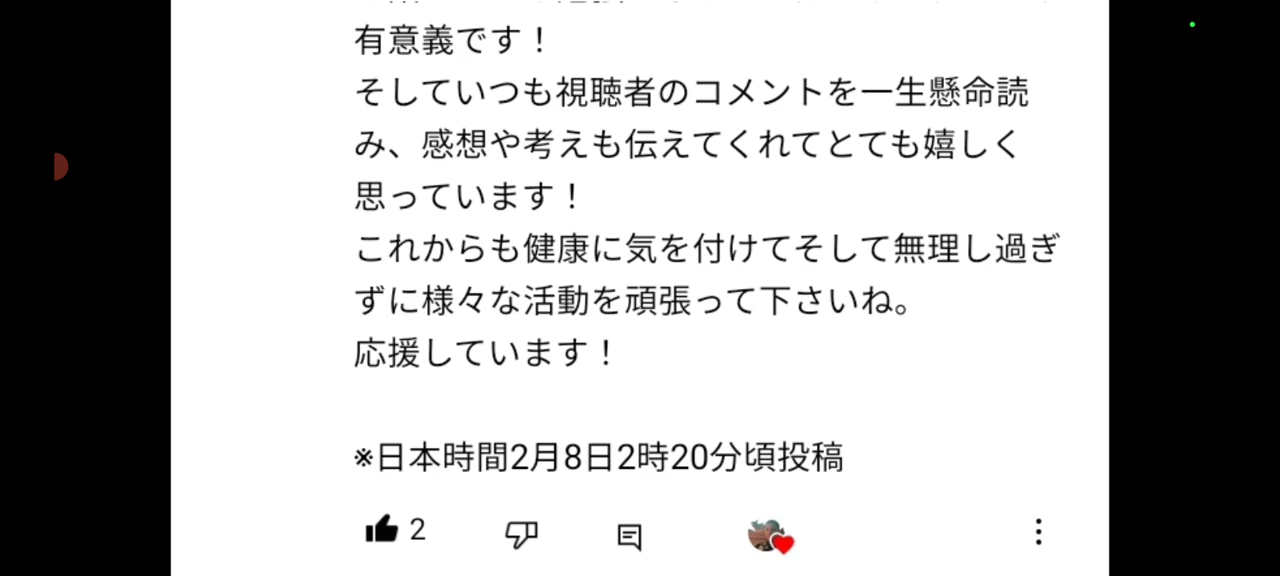 有意義です！
そしていつも視聴者のコメントを一生懸命読
み、感想や考えも伝えてくれてとても嬉しく
思っています！
これからも健康に気を付けてそして無理し過ぎ
ずに様々な活動を頑張って下さいね。
応援しています！
※日本時間2月8日2時20分頃投稿
2